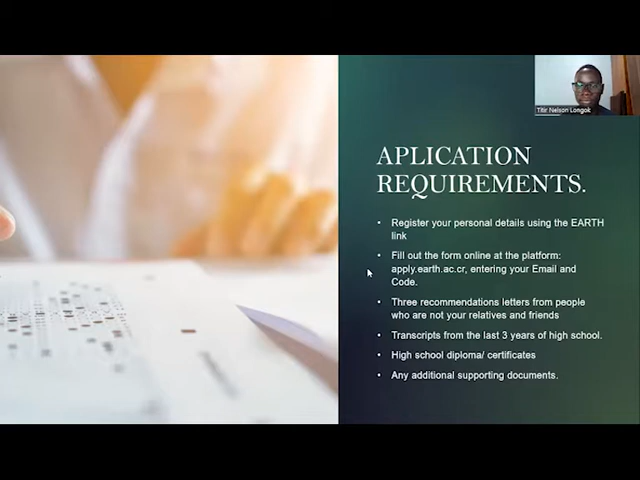 Titir Nelson Longok
APLICATION
REQUIREMENTS.
• Register your personal details using the EARTH
link
• Fill out the form online at the platform:
apply.earth.ac.cr, entering your Email and
Code.
• Three recommendations letters from people
who are not your relatives and friends
• Transcripts from the last 3 years of high school.
• High school diploma/ certificates
• Any additional supporting documents.